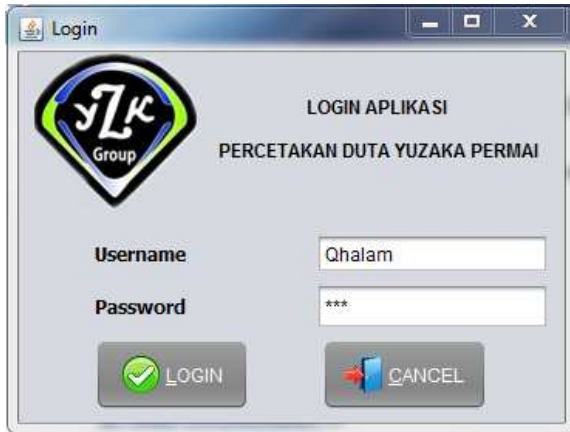 Login
YZK
Group
LOGIN APLIKASI
PERCETAKAN DUTA YUZAKA PERMAI
Username
Qhalam
Password
***
LOGIN
CANCEL